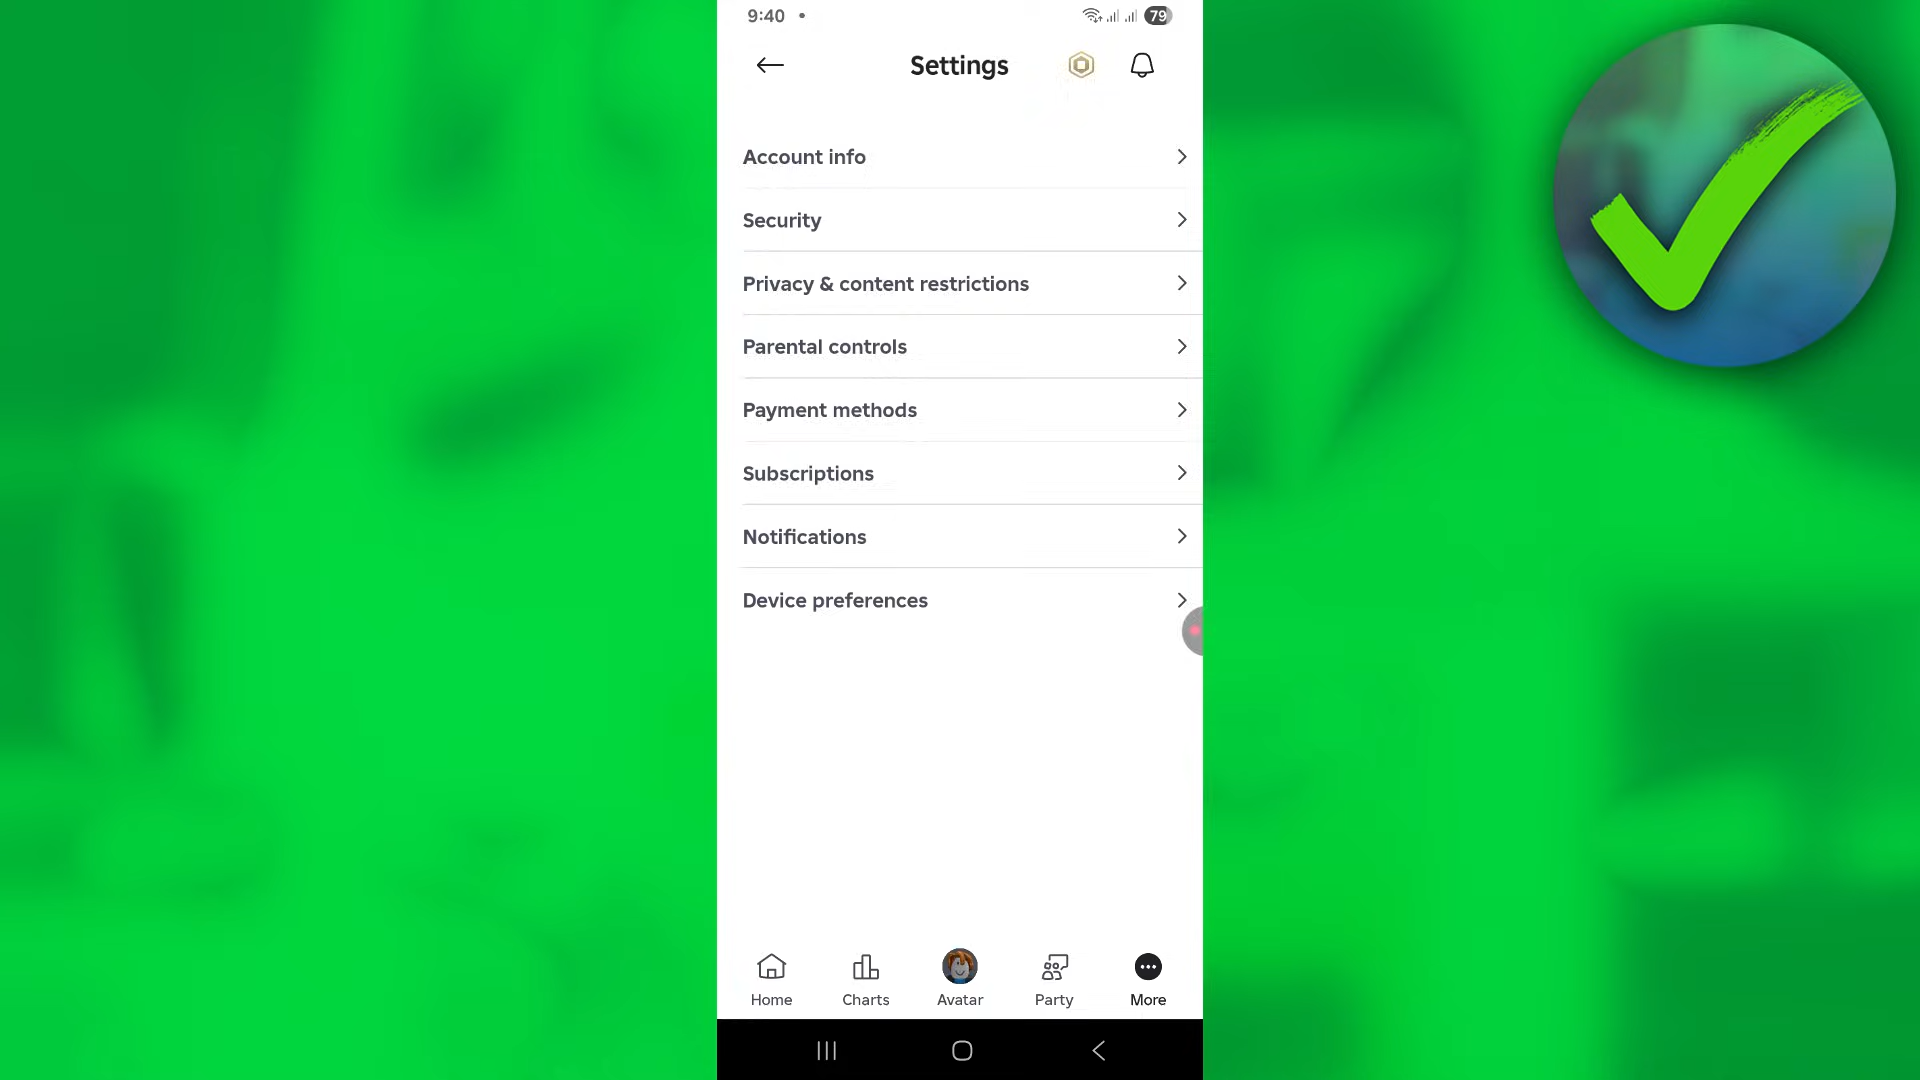 9:40
79
Settings
Account info
Security
Privacy & content restrictions
Parental controls
Payment methods
Subscriptions
Notifications
Device preferences
Home
Charts
Avatar
Party
More